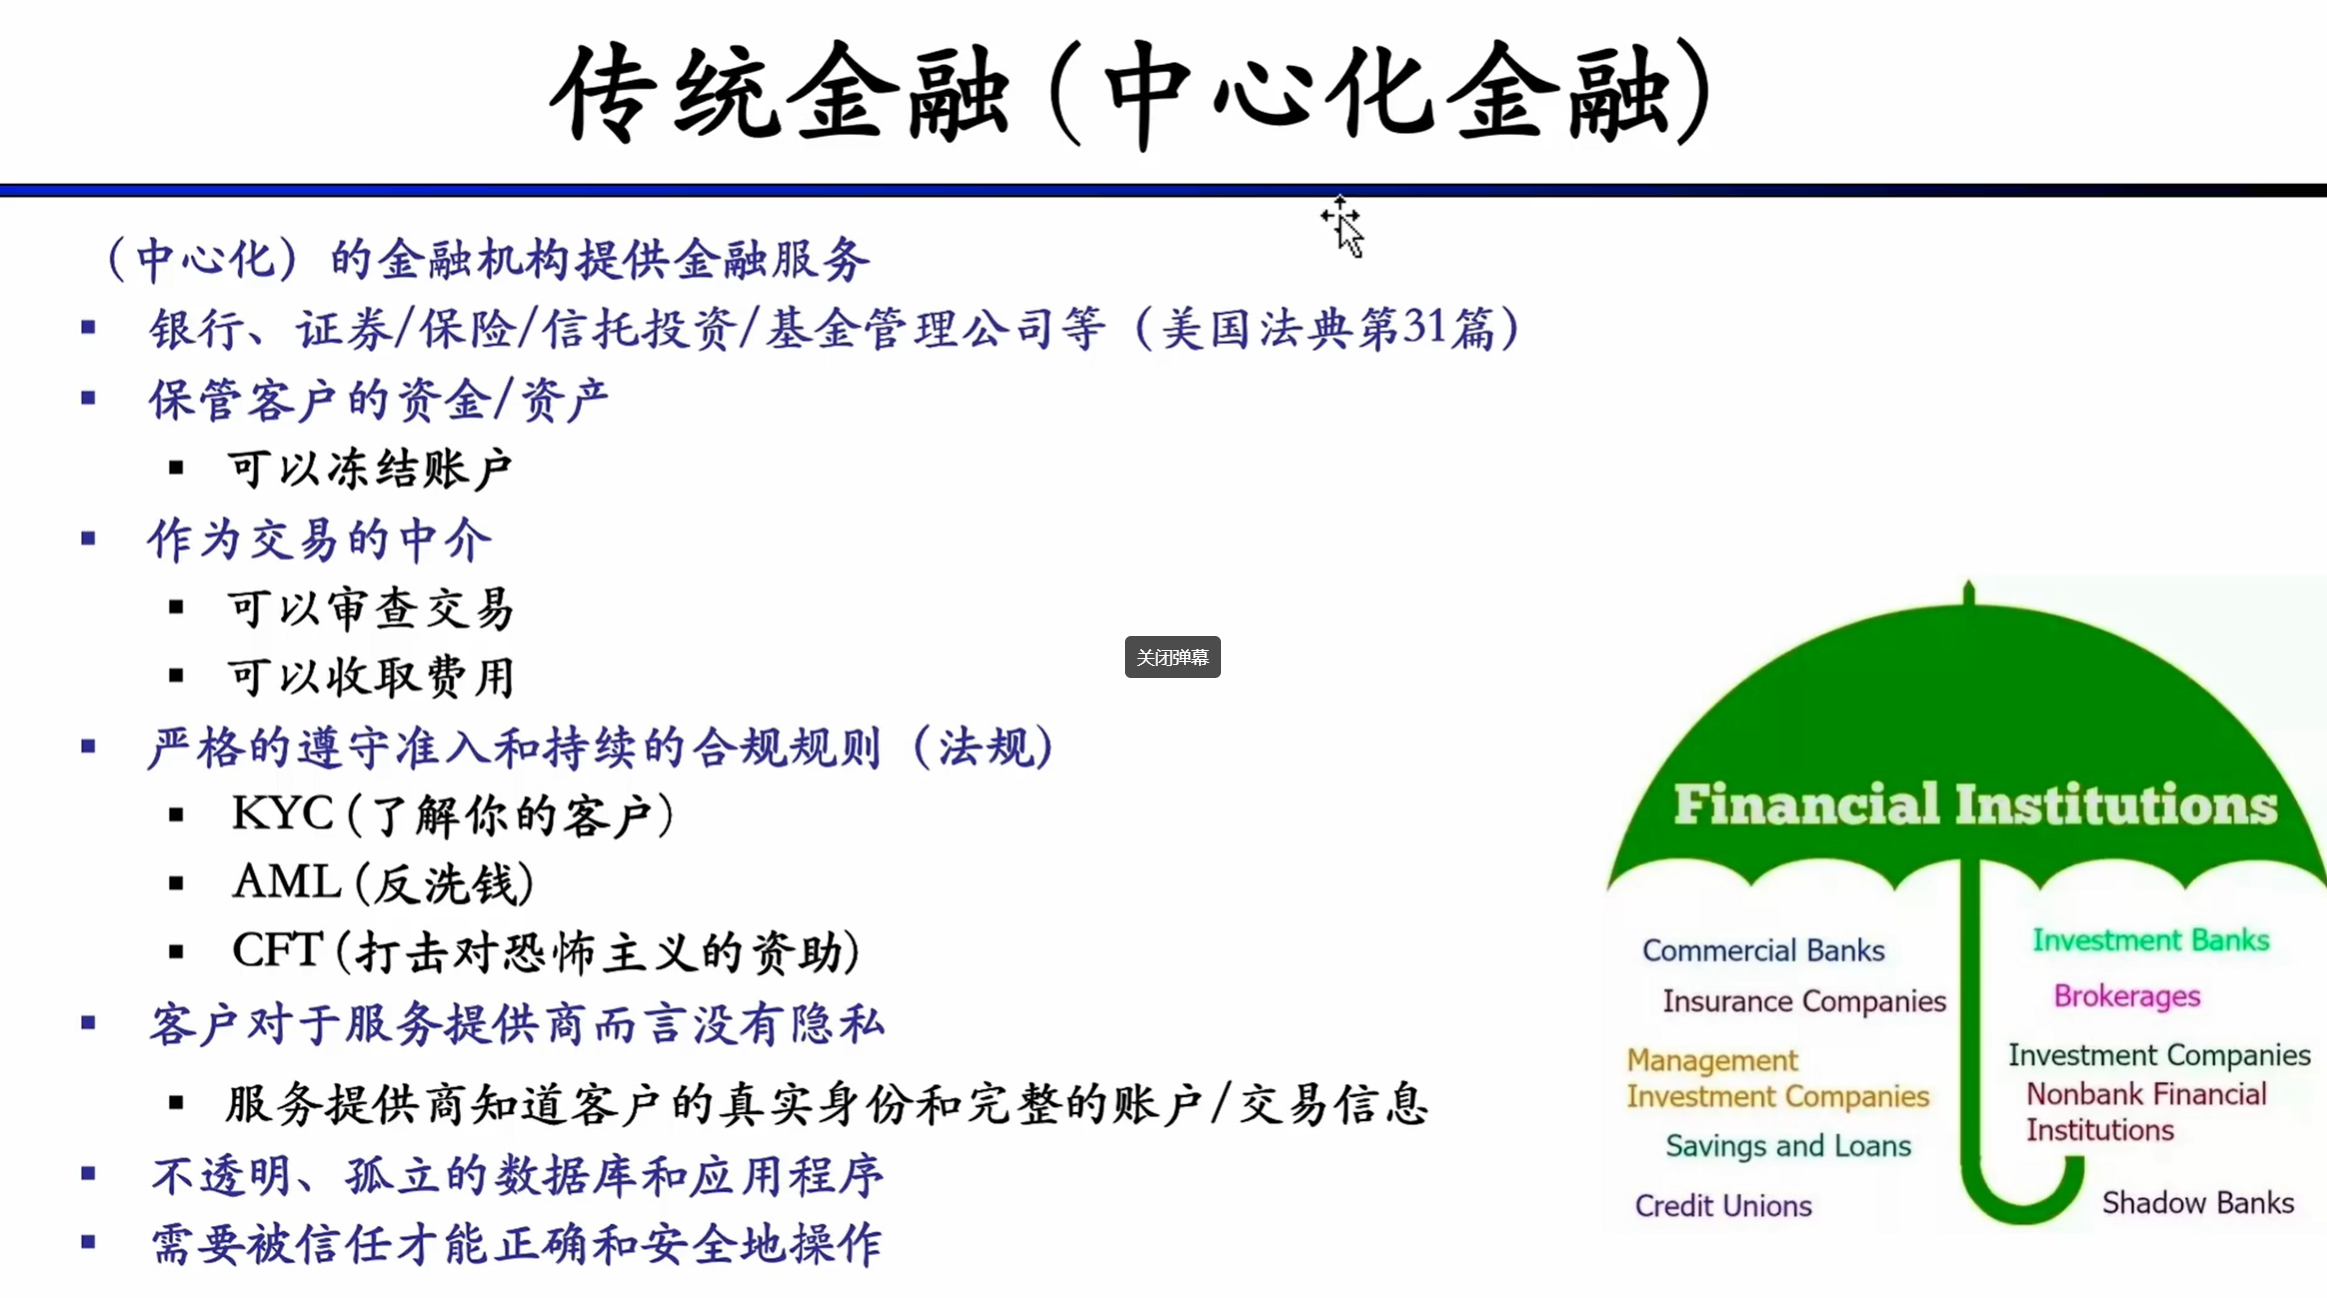 传统金融(中心化金融)
（中心化）的金融机构提供金融服务
▪ 银行、证券/保险/信托投资/基金管理公司等（美国法典第31篇）
▪ 保管客户的资金/资产
▪ 可以冻结账户
▪ 作为交易的中介
▪ 可以审查交易
▪ 可以收取费用
▪ 严格的遵守准入和持续的合规规则（法规）
▪ KYC(了解你的客户)
▪ AML(反洗钱)
▪ CFT(打击对恐怖主义的资助)
▪ 客户对于服务提供商而言没有隐私
▪ 服务提供商知道客户的真实身份和完整的账户/交易信息
▪ 不透明、孤立的数据库和应用程序
▪ 需要被信任才能正确和安全地操作
关闭弹幕
Financial Institutions
Commercial Banks
Insurance Companies
Management
Investment Companies
Savings and Loans
Credit Unions
Investment Banks
Brokerages
Investment Companies
Nonbank Financial
Institutions
Shadow Banks